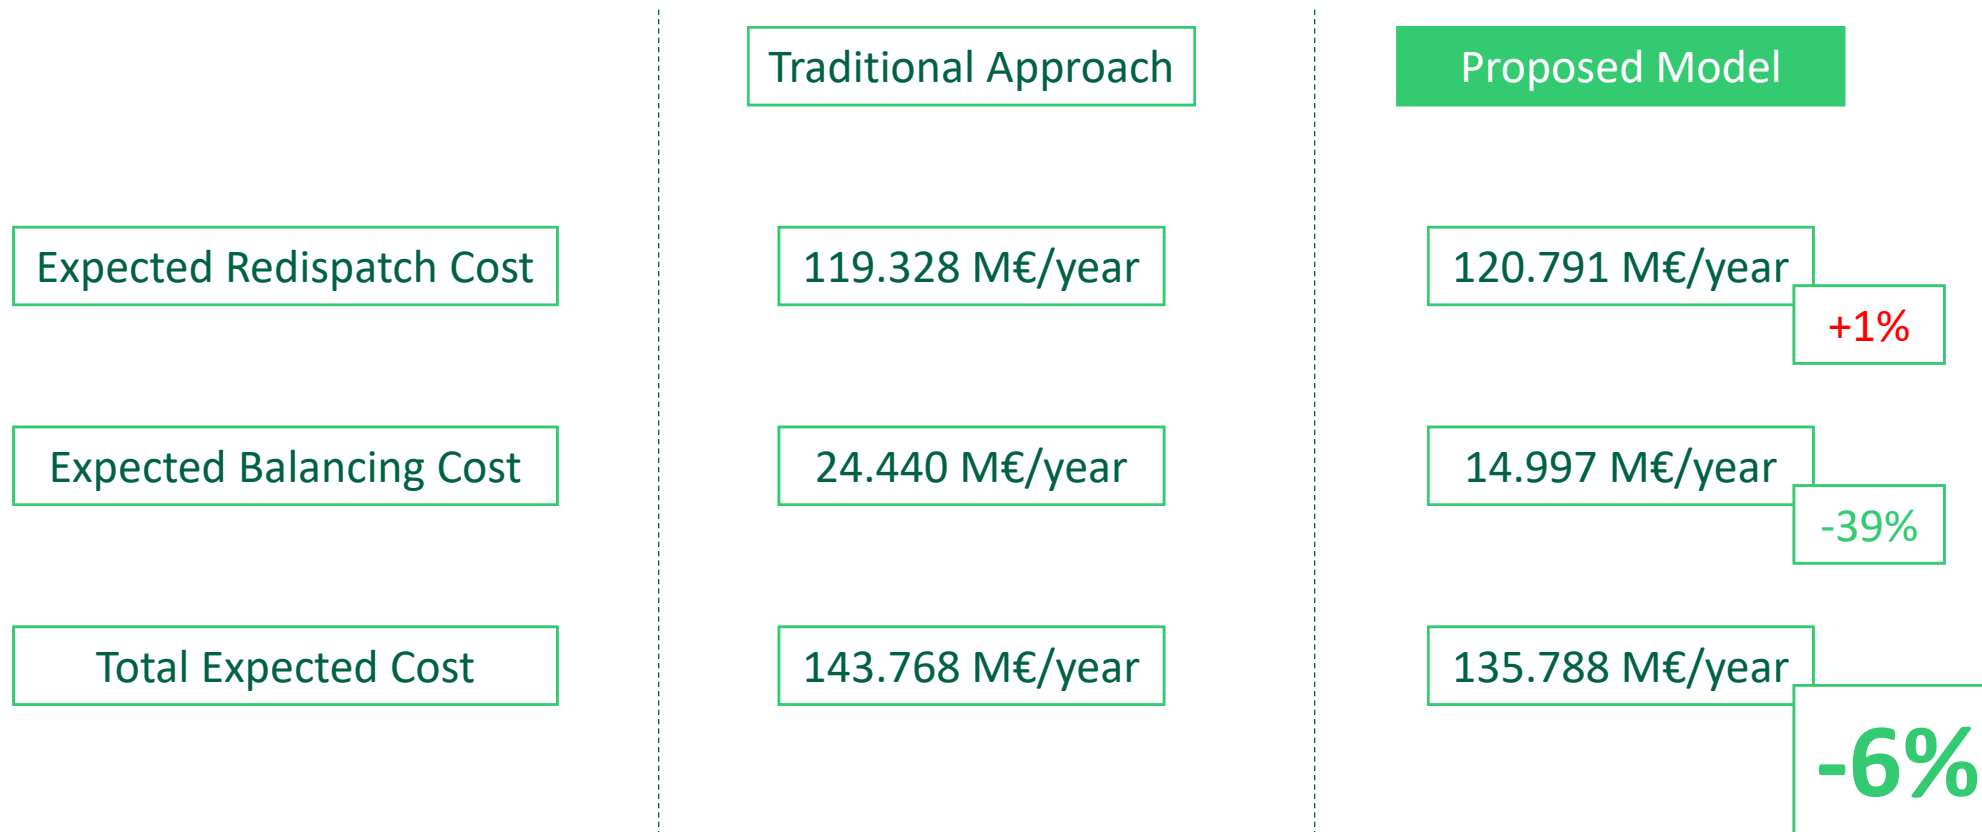 Traditional Approach
Proposed Model
Expected Redispatch Cost
119.328 M€/year
120.791 M€/year
+1%
Expected Balancing Cost
24.440 M€/year
14.997 M€/year
-39%
Total Expected Cost
143.768 M€/year
135.788 M€/year
-6%